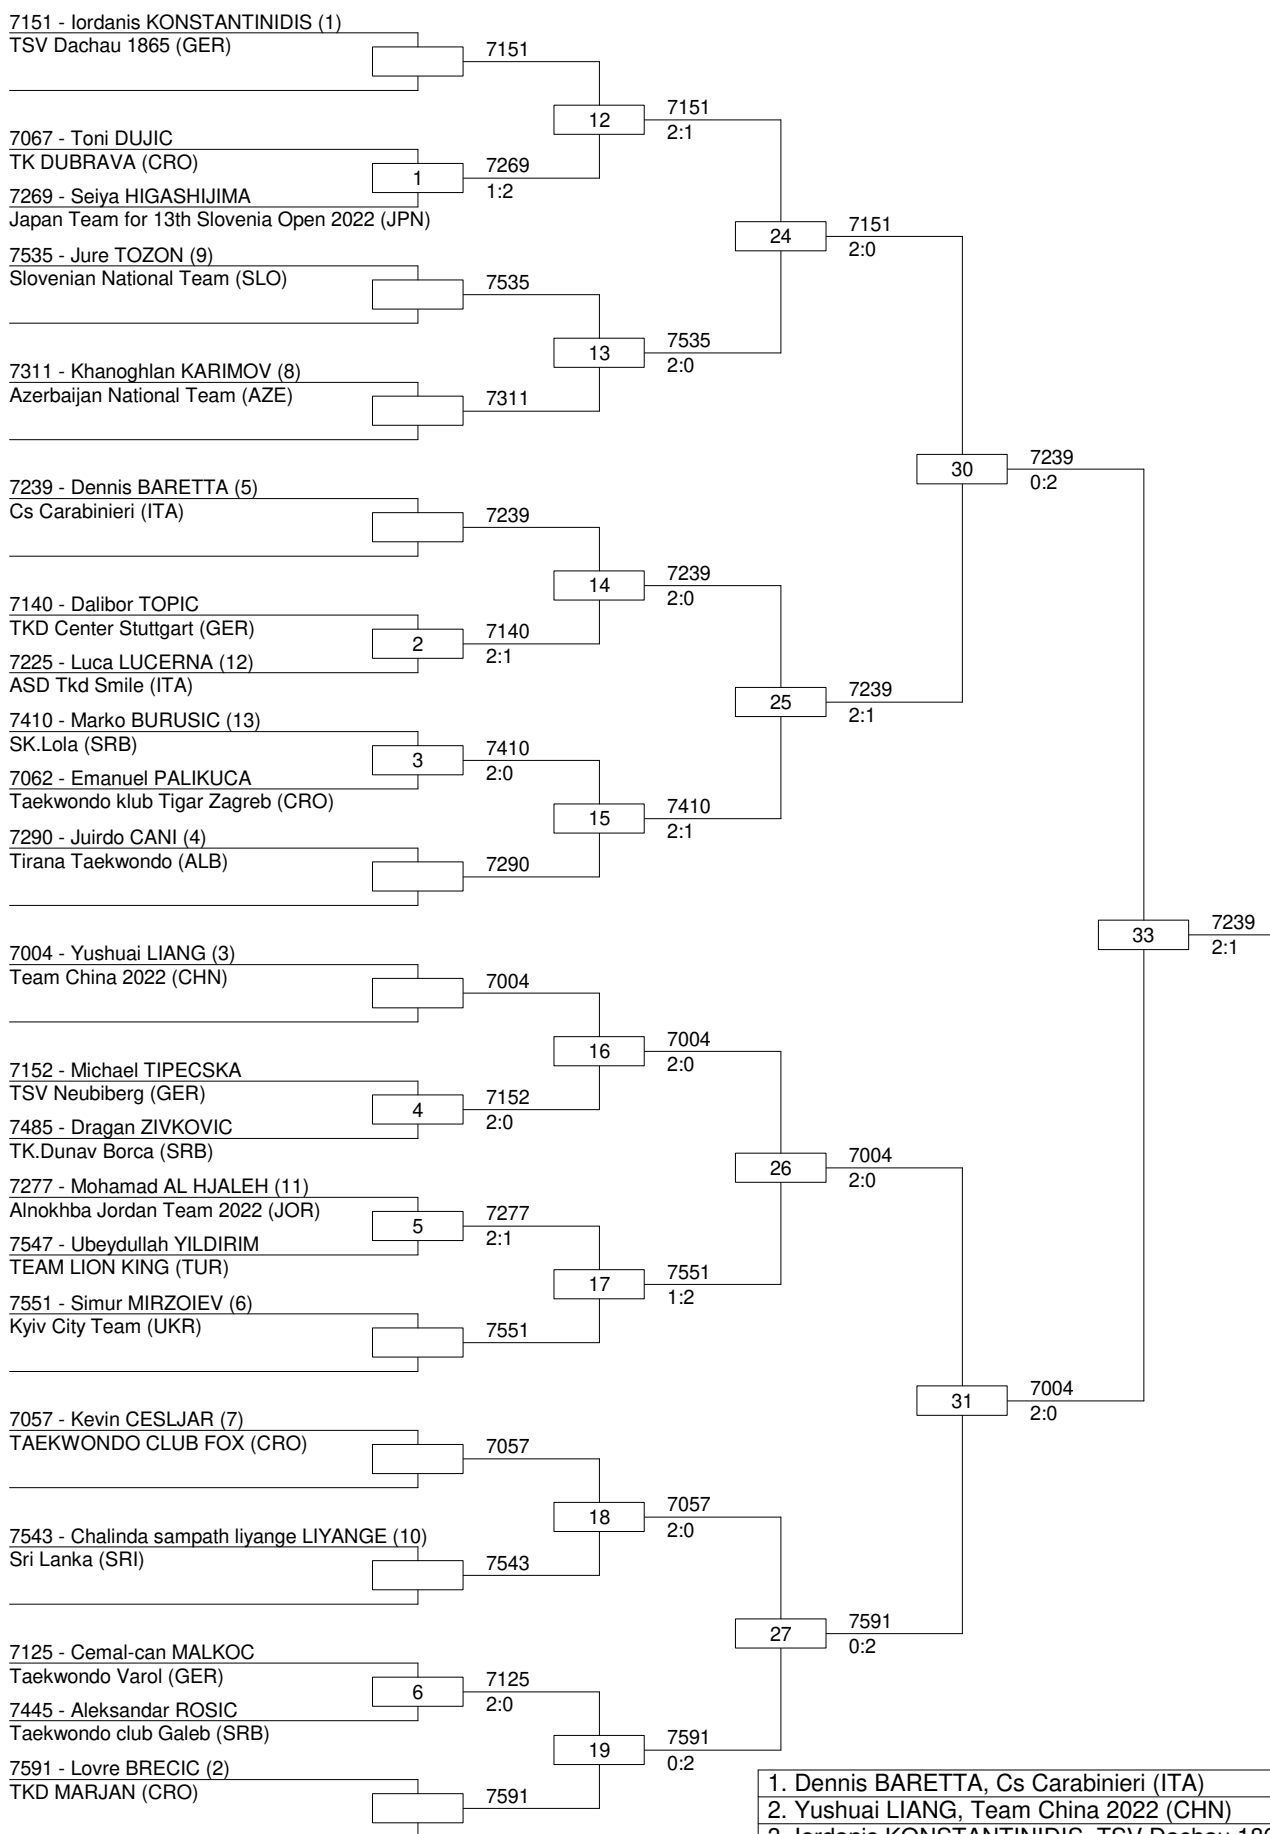 7151 - Iordanis KONSTANTINIDIS (1)
TSV Dachau 1865 (GER)
7151
12
7151
2:1
7067 - Toni DUJIC
TK DUBRAVA (CRO)
1
7269
1:2
7269 - Seiya HIGASHIJIMA
Japan Team for 13th Slovenia Open 2022 (JPN)
24
7151
2:0
7535 - Jure TOZON (9)
Slovenian National Team (SLO)
7535
13
7535
2:0
7311 - Khanoghlan KARIMOV (8)
Azerbaijan National Team (AZE)
7311
30
7239
0:2
7239 - Dennis BARETTA (5)
Cs Carabinieri (ITA)
7239
14
7239
2:0
7140 - Dalibor TOPIC
TKD Center Stuttgart (GER)
2
7140
2:1
7225 - Luca LUCERNA (12)
ASD Tkd Smile (ITA)
25
7239
2:1
7410 - Marko BURUSIC (13)
SK.Lola (SRB)
3
7410
2:0
7062 - Emanuel PALIKUCA
Taekwondo klub Tigar Zagreb (CRO)
15
7410
2:1
7290 - Juirdo CANI (4)
Tirana Taekwondo (ALB)
7290
33
7239
2:1
7004 - Yushuai LIANG (3)
Team China 2022 (CHN)
7004
16
7004
2:0
7152 - Michael TIPECSKA
TSV Neubiberg (GER)
4
7152
2:0
7485 - Dragan ZIVKOVIC
TK.Dunav Borca (SRB)
26
7004
2:0
7277 - Mohamad AL HJALEH (11)
Alnokhba Jordan Team 2022 (JOR)
5
7277
2:1
7547 - Ubeydullah YILDIRIM
TEAM LION KING (TUR)
17
7551
1:2
7551 - Simur MIRZOIEV (6)
Kyiv City Team (UKR)
7551
31
7004
2:0
7057 - Kevin CESLJAR (7)
TAEKWONDO CLUB FOX (CRO)
7057
18
7057
2:0
7543 - Chalinda sampath liyange LIYANGE (10)
Sri Lanka (SRI)
7543
27
7591
0:2
7125 - Cemal-can MALKOC
Taekwondo Varol (GER)
6
7125
2:0
7445 - Aleksandar ROSIC
Taekwondo club Galeb (SRB)
19
7591
0:2
7591 - Lovre BRECIC (2)
TKD MARJAN (CRO)
7591
1. Dennis BARETTA, Cs Carabinieri (ITA)
2. Yushuai LIANG, Team China 2022 (CHN)
Iordanis KONSTANTINIDIS, TSV Dachau